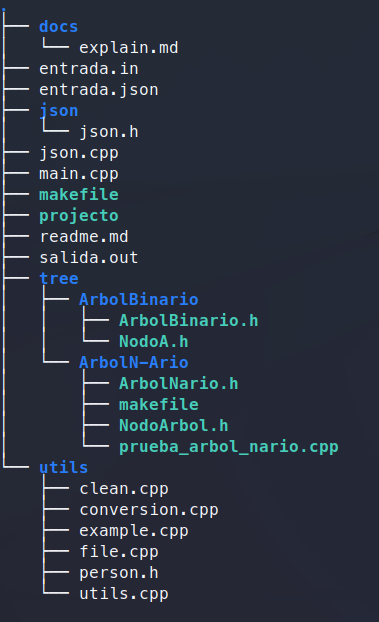 .
├── docs
│   └── explain.md
├── entrada.in
├── entrada.json
├── json
│   └── json.h
├── json.cpp
├── main.cpp
├── makefile
├── projecto
├── readme.md
├── salida.out
├── tree
│   ├── ArbolBinario
│   │   ├── ArbolBinario.h
│   │   └── NodoA.h
│   └── ArbolN-Ario
│       ├── ArbolNario.h
│       ├── makefile
│       ├── NodoArbol.h
│       └── prueba_arbol_nario.cpp
└── utils
    ├── clean.cpp
    ├── conversion.cpp
    ├── example.cpp
    ├── file.cpp
    ├── person.h
    └── utils.cpp